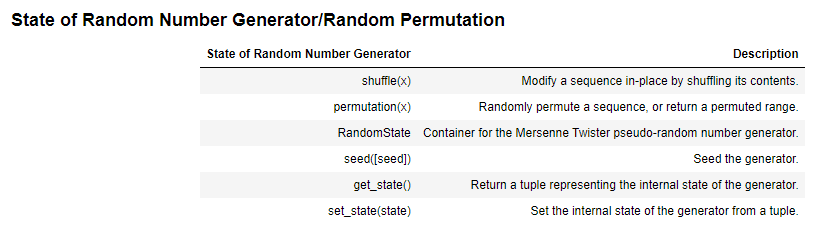 State of Random Number Generator/Random Permutation
State of Random Number Generator Description
shuffle(x) Modify a sequence in-place by shuffling its contents.
permutation(x) Randomly permute a sequence, or return a permuted range.
RandomState Container for the Mersenne Twister pseudo-random number generator.
seed([seed]) Seed the generator.
get_state() Return a tuple representing the internal state of the generator.
set_state(state) Set the internal state of the generator from a tuple.